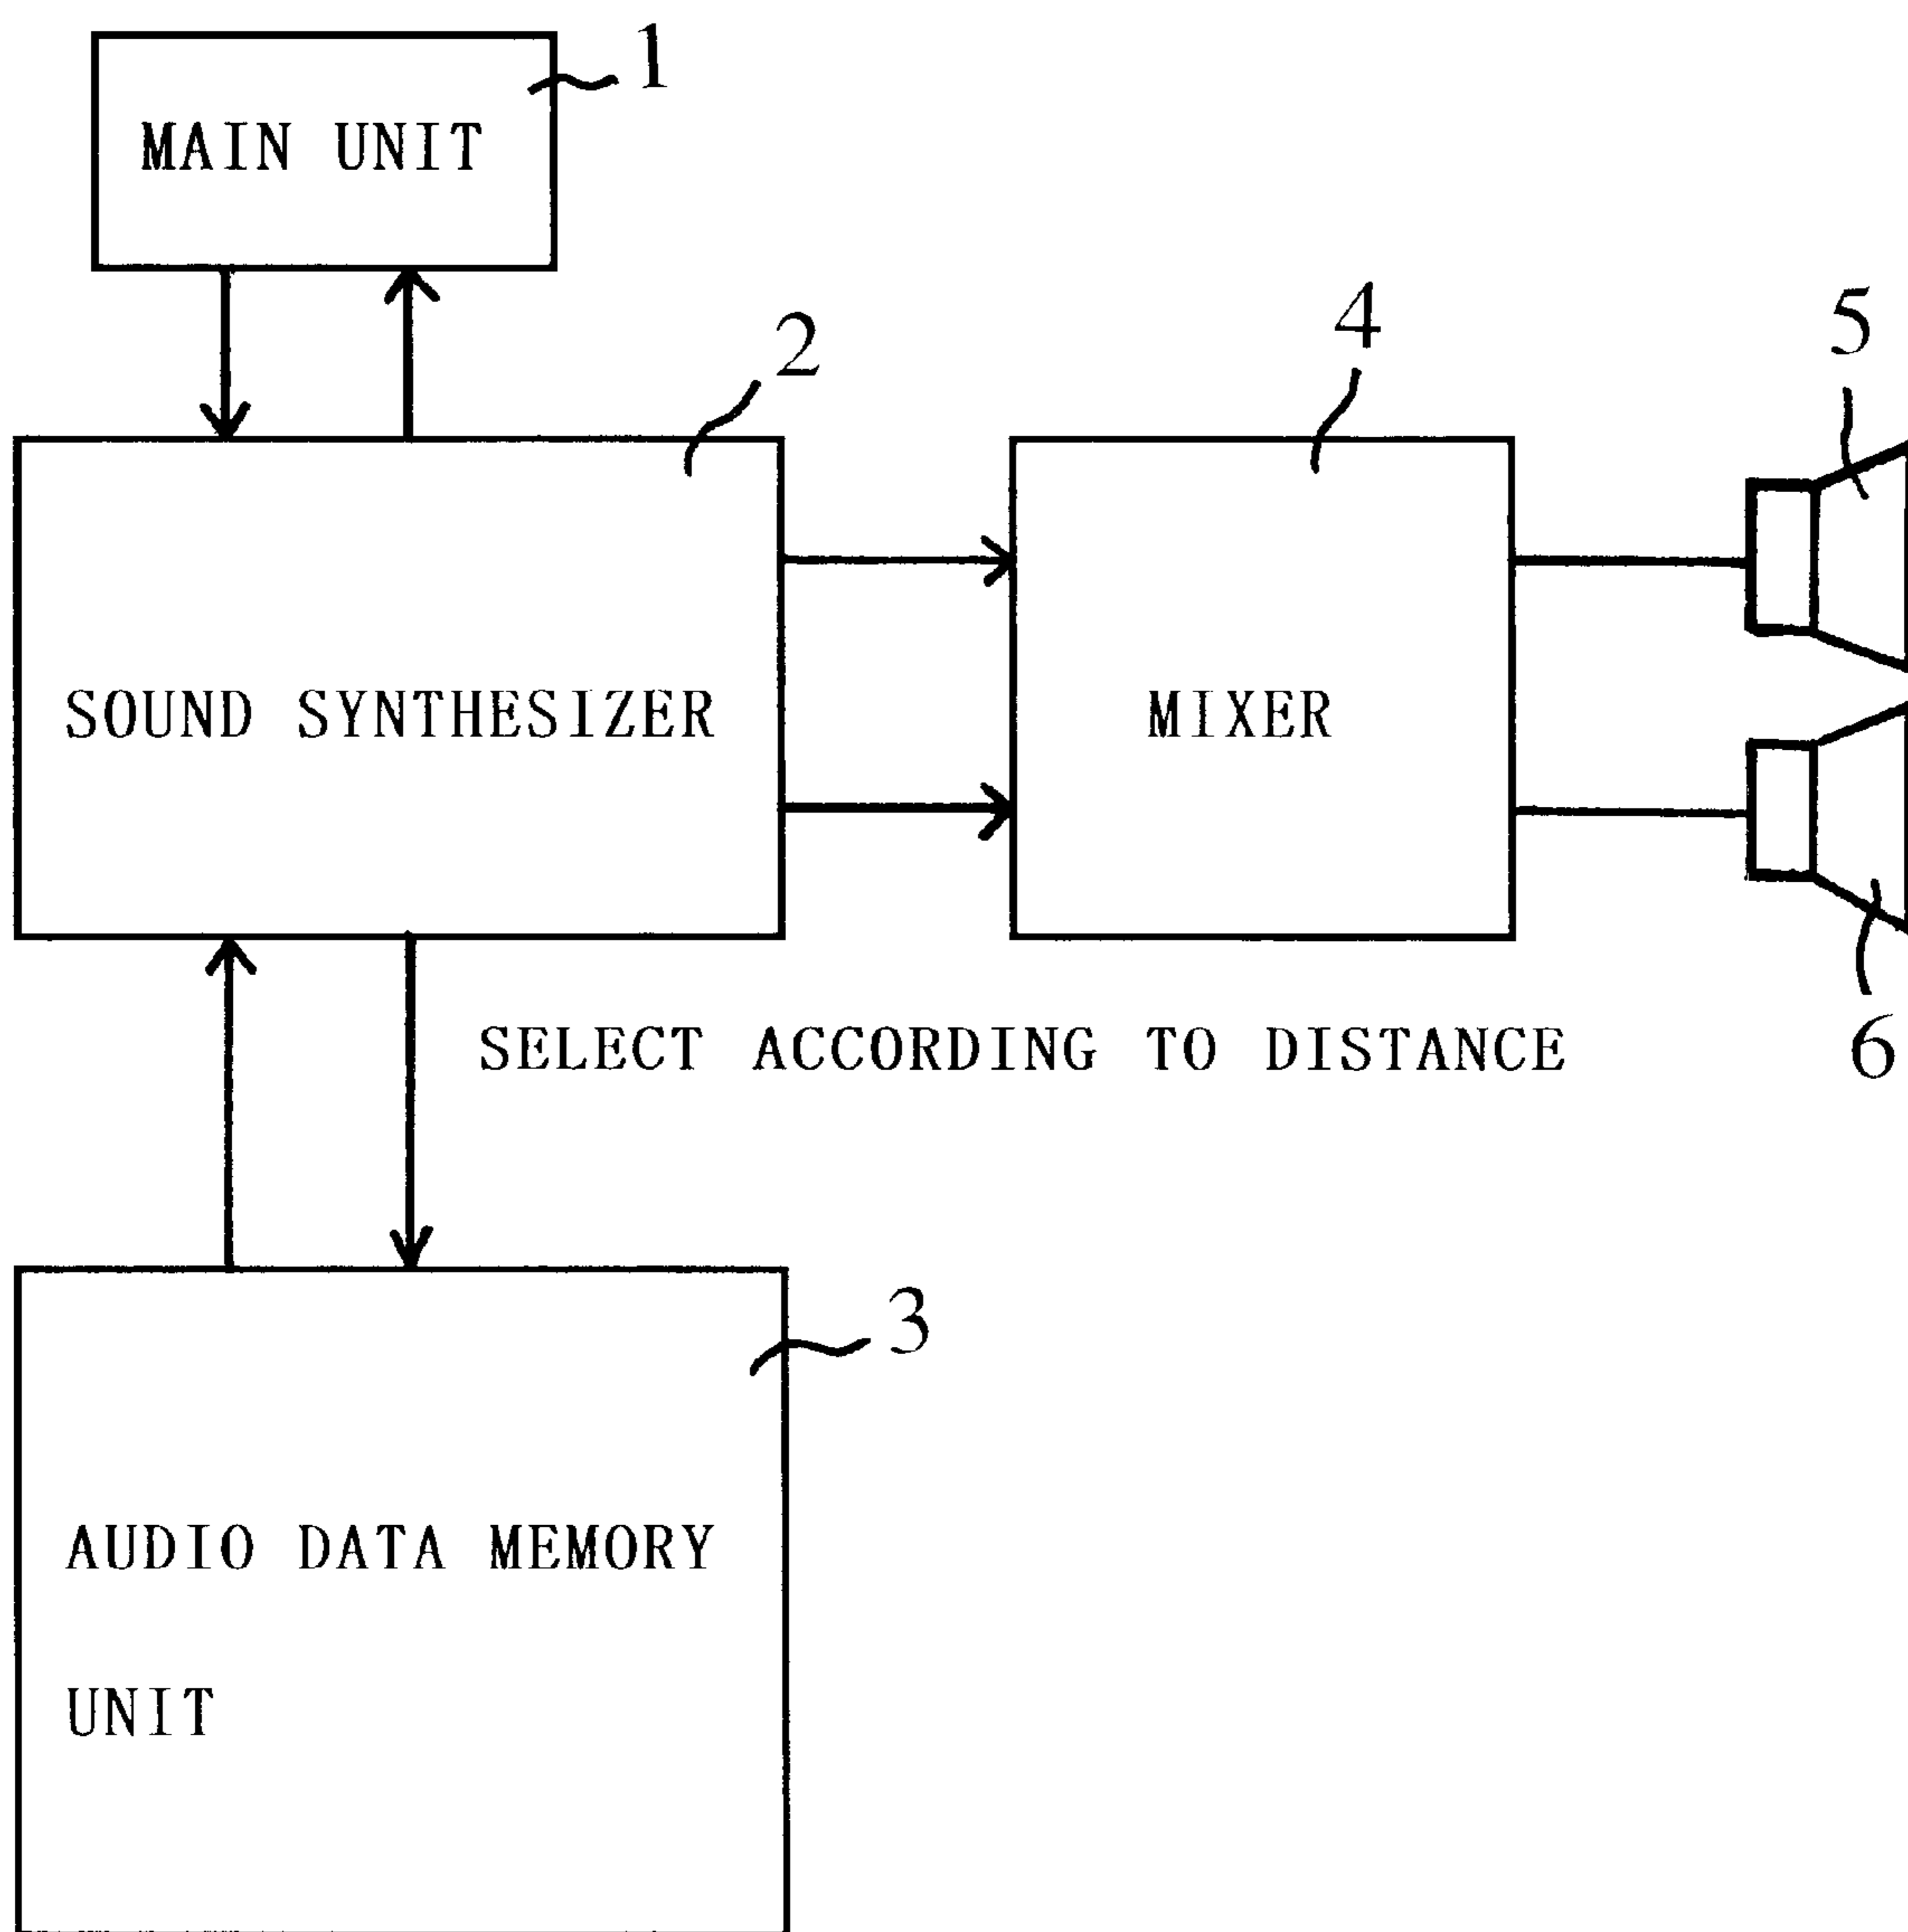 1
MAIN UNIT
2
4
5
SOUND SYNTHESIZER
MIXER
SELECT ACCORDING TO DISTANCE
6
3
AUDIO DATA MEMORY
UNIT